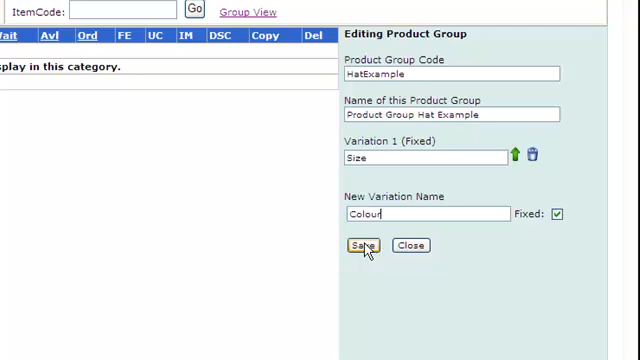 ItemCode: Go Group View
Wait Avl Ord FE UC IM DSC Copy Del
splay in this category.
Editing Product Group
Product Group Code
HatExample
Name of this Product Group
Product Group Hat Example
Variation 1 (Fixed)
Size
New Variation Name
Colour Fixed:
Save Close